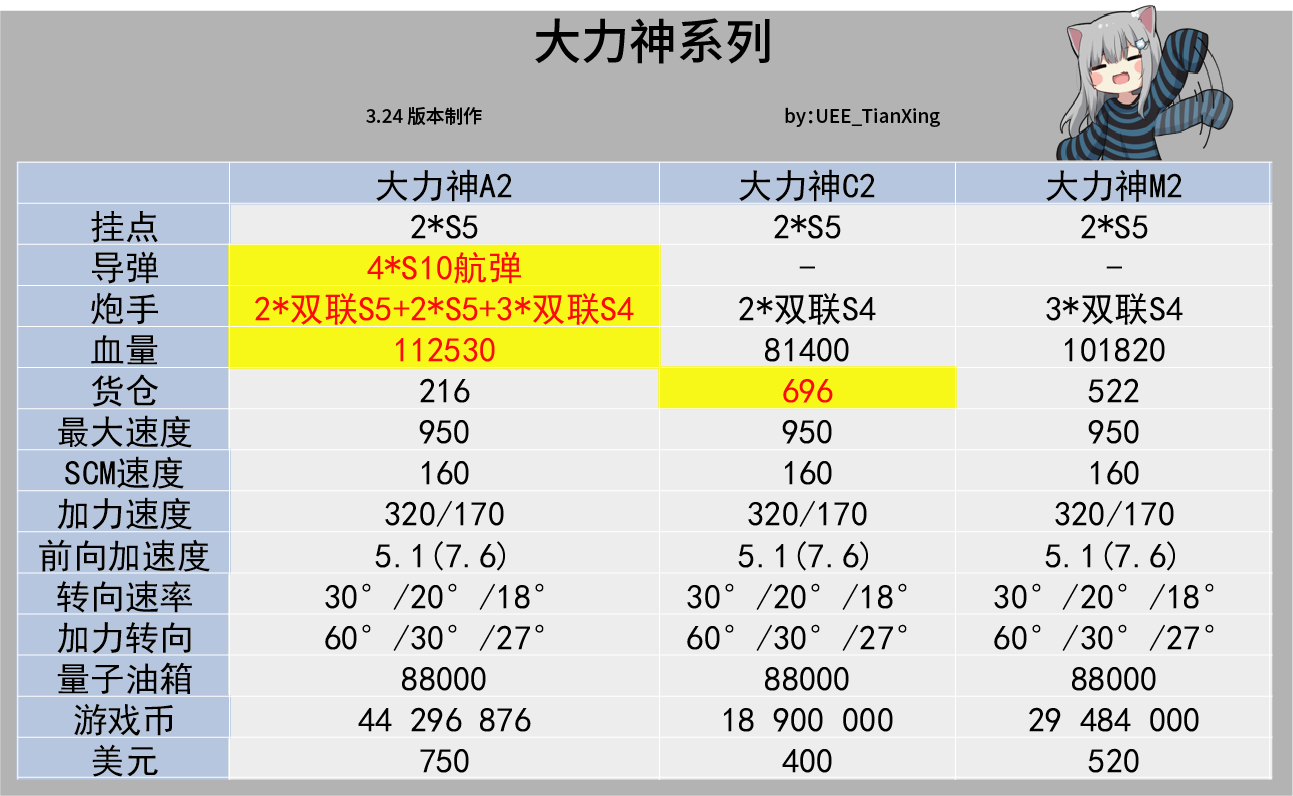 大力神系列
3.24 版本制作 by:UEE_TianXing
大力神A2 大力神C2 大力神M2
挂点 2*S5 2*S5 2*S5
导弹 4*S10航弹 - -
炮手 2*双联S5+2*S5+3*双联S4 2*双联S4 3*双联S4
血量 112530 81400 101820
货仓 216 696 522
最大速度 950 950 950
SCM速度 160 160 160
加力速度 320/170 320/170 320/170
前向加速度 5.1(7.6) 5.1(7.6) 5.1(7.6)
转向速率 30° /20° /18° 30° /20° /18° 30° /20° /18°
加力转向 60° /30° /27° 60° /30° /27° 60° /30° /27°
量子油箱 88000 88000 88000
游戏币 44 296 876 18 900 000 29 484 000
美元 750 400 520